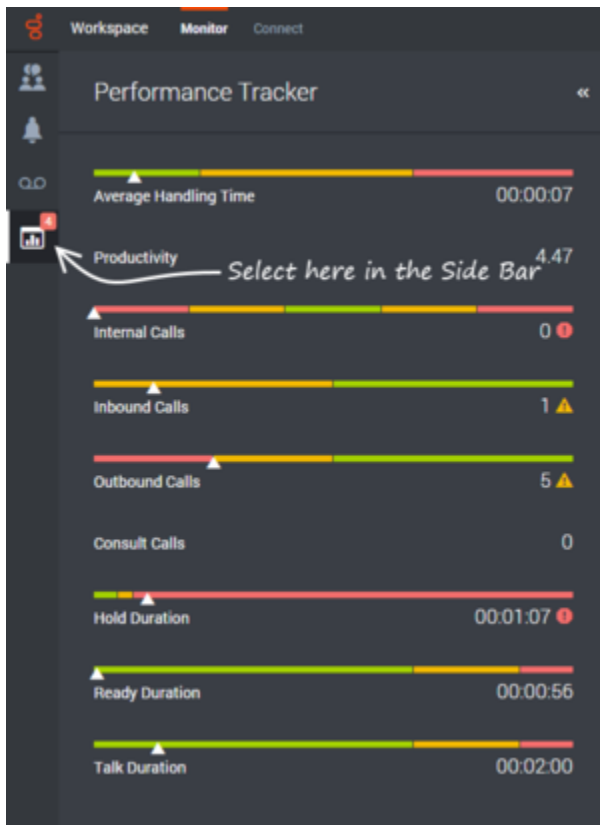 Workspace Monitor Connect
Performance Tracker «
Average Handling Time 00:00:07
4
Productivity 4.47
Select here in the Side Bar
Internal Calls 0
Inbound Calls 1
Outbound Calls 5
Consult Calls 0
Hold Duration 00:01:07
Ready Duration 00:00:56
Talk Duration 00:02:00